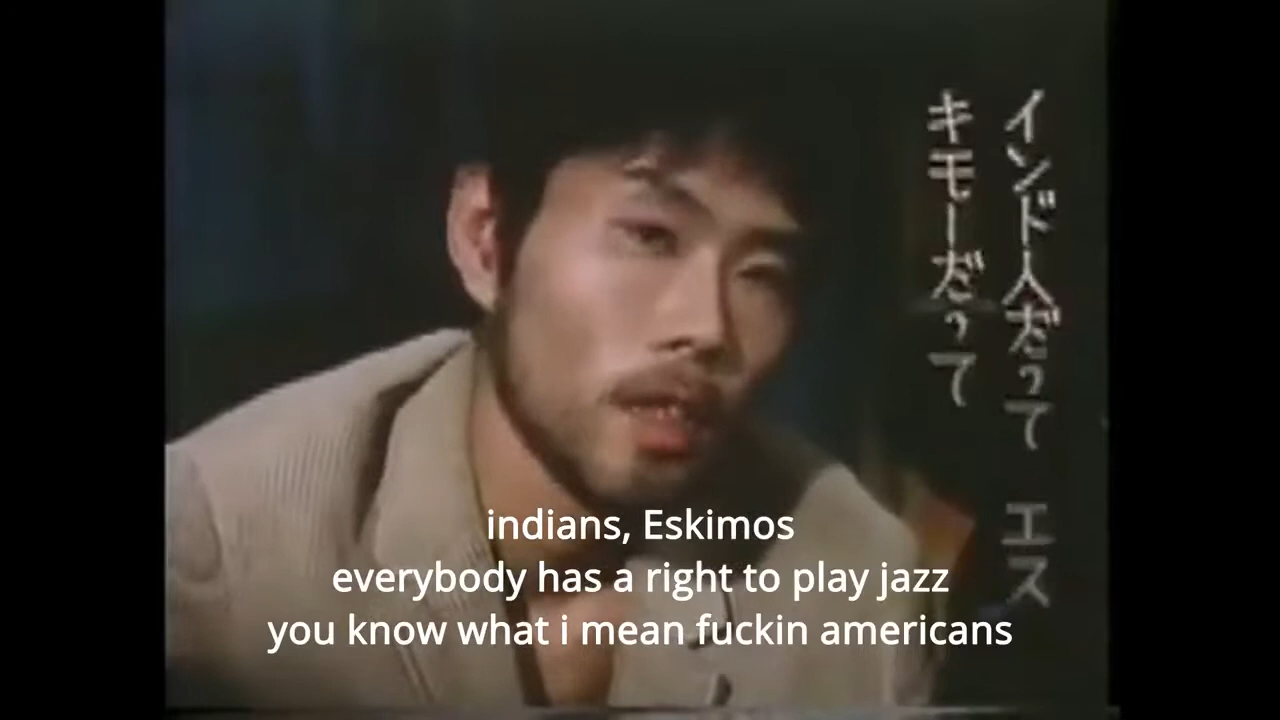 インド人だって エス
キモーだって
indians, Eskimos
everybody has a right to play jazz
you know what i mean fuckin americans